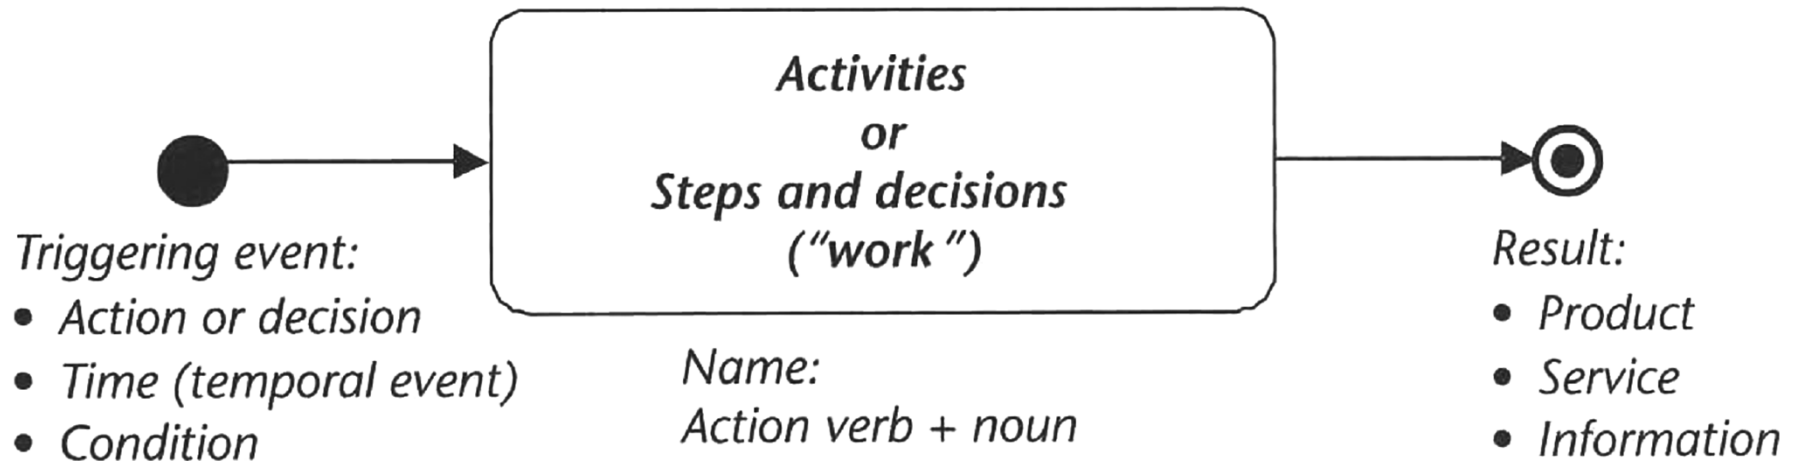 Activities
or
Steps and decisions
("work")
Triggering event:
• Action or decision
• Time (temporal event)
• Condition
Name:
Action verb + noun
Result:
• Product
• Service
• Information